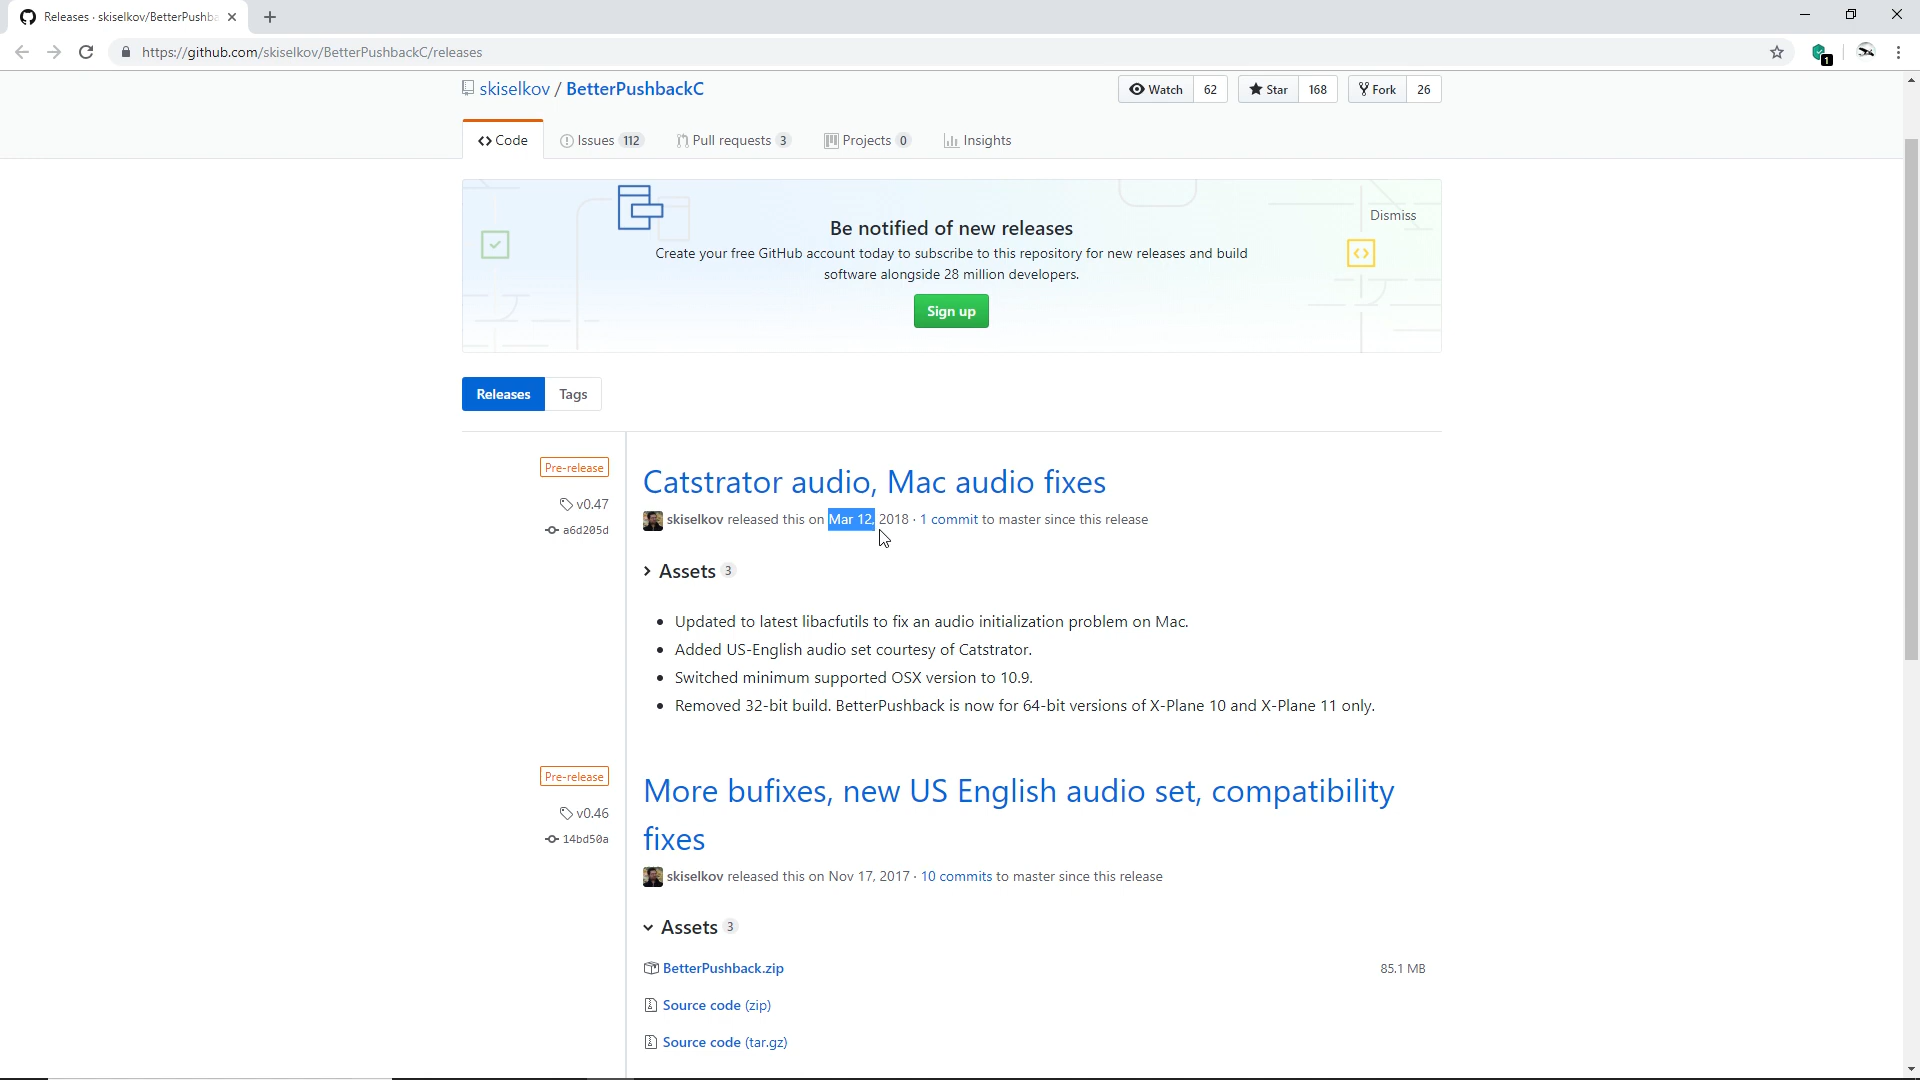 Releases · skiselkov/BetterPushba
https://github.com/skiselkov/BetterPushbackC/releases
1
skiselkov / BetterPushbackC
Watch 62 Star 168 Fork 26
Code Issues 112 Pull requests 3 Projects 0 Insights
Dismiss
Be notified of new releases
Create your free GitHub account today to subscribe to this repository for new releases and build
software alongside 28 million developers.
Sign up
Releases Tags
Pre-release
v0.47
a6d205d
Catstrator audio, Mac audio fixes
skiselkov released this on Mar 12, 2018 · 1 commit to master since this release
Assets 3
• Updated to latest libacfutils to fix an audio initialization problem on Mac.
• Added US-English audio set courtesy of Catstrator.
• Switched minimum supported OSX version to 10.9.
• Removed 32-bit build. BetterPushback is now for 64-bit versions of X-Plane 10 and X-Plane 11 only.
Pre-release
v0.46
14bd50a
More bufixes, new US English audio set, compatibility
fixes
skiselkov released this on Nov 17, 2017 · 10 commits to master since this release
Assets 3
BetterPushback.zip 85.1 MB
Source code (zip)
Source code (tar.gz)